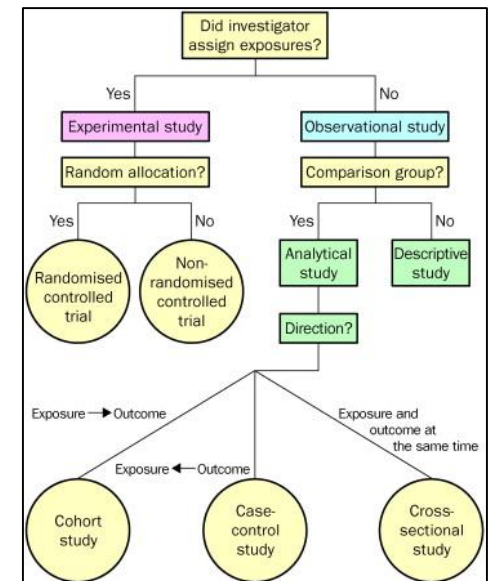 Did investigator
assign exposures?
Yes
No
Experimental study
Observational study
Random allocation?
Comparison group?
Yes
No
Yes
No
Randomised
controlled
trial
Non-
randomised
controlled
trial
Analytical
study
Descriptive
study
Direction?
Exposure → Outcome
Exposure ← Outcome
Exposure and
outcome at
the same time
Cohort
study
Case-
control
study
Cross-
sectional
study